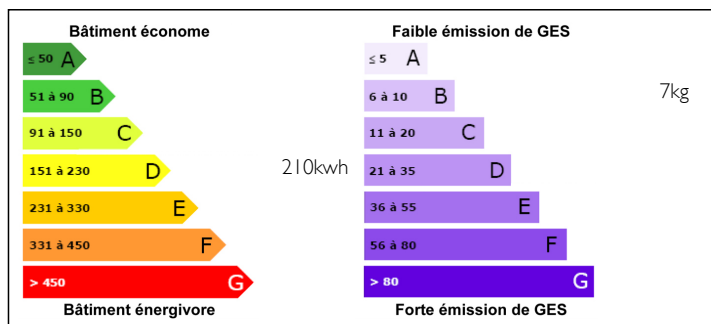 Bâtiment économe
≤ 50 A
51 à 90 B
91 à 150 C
151 à 230 D
231 à 330 E
331 à 450 F
> 450 G
Bâtiment énergivore
210kwh
Faible émission de GES
≤ 5 A
6 à 10 B
11 à 20 C
21 à 35 D
36 à 55 E
56 à 80 F
> 80 G
Forte émission de GES
7kg